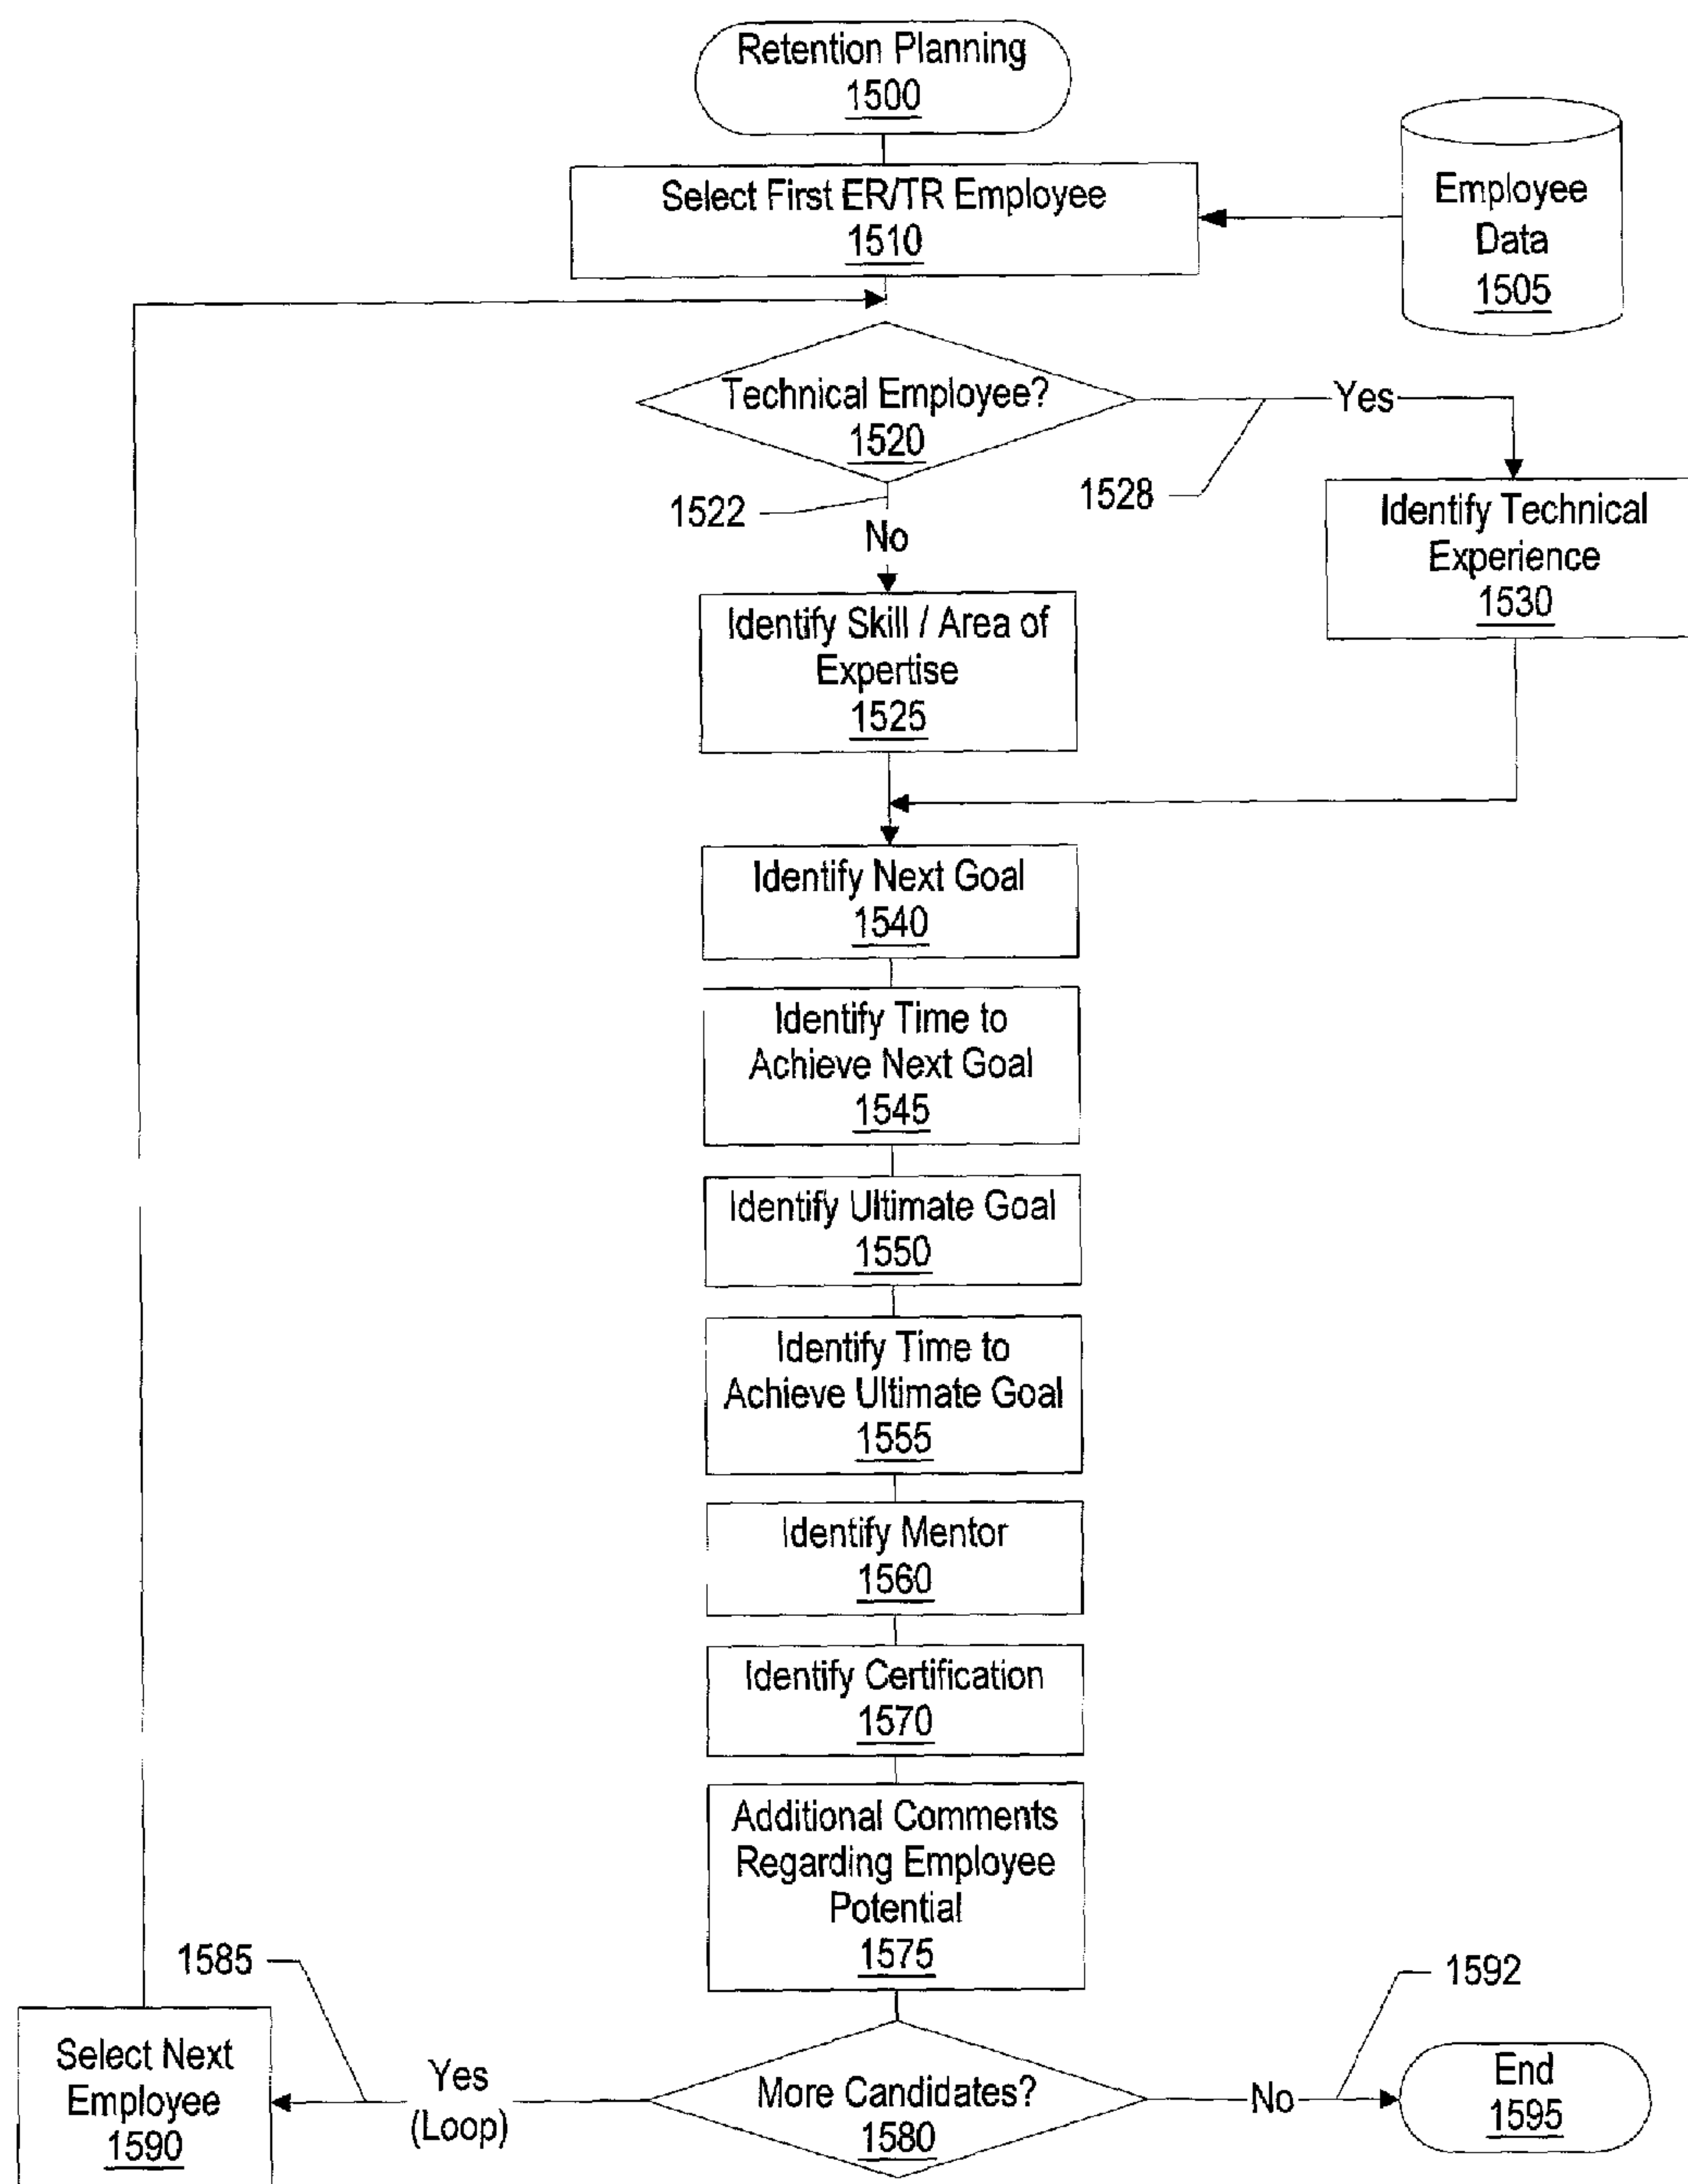 Retention Planning
1500
Select First ER/TR Employee
1510
Employee
Data
1505
Technical Employee?
1520
Yes
1528
1522
No
Identify Technical
Experience
1530
Identify Skill / Area of
Expertise
1525
Identify Next Goal
1540
Identify Time to
Achieve Next Goal
1545
Identify Ultimate Goal
1550
Identify Time to
Achieve Ultimate Goal
1555
Identify Mentor
1560
Identify Certification
1570
Additional Comments
Regarding Employee
Potential
1575
1585
1592
Select Next
Employee
1590
Yes
(Loop)
More Candidates?
1580
No
End
1595